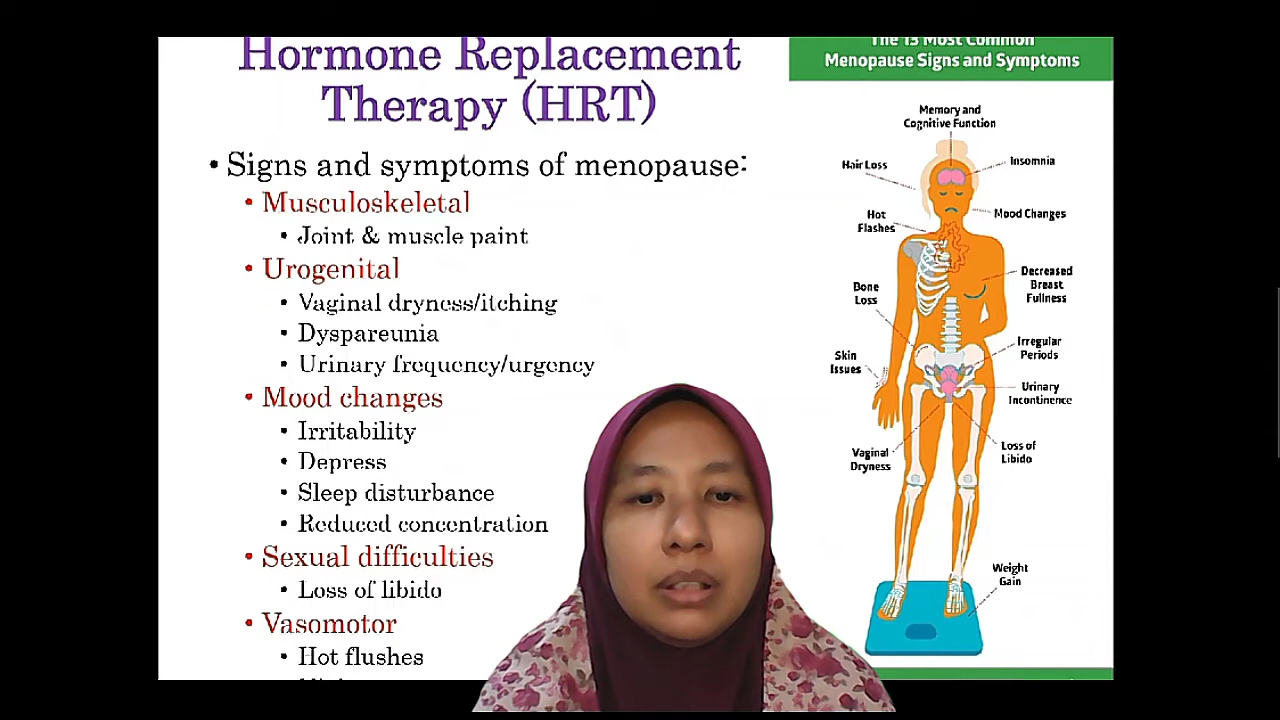 Hormone Replacement
Therapy (HRT)
• Signs and symptoms of menopause:
• Musculoskeletal
• Joint & muscle paint
• Urogenital
• Vaginal dryness/itching
• Dyspareunia
• Urinary frequency/urgency
• Mood changes
• Irritability
• Depress
• Sleep disturbance
• Reduced concentration
• Sexual difficulties
• Loss of libido
• Vasomotor
• Hot flushes
The 13 Most Common
Menopause Signs and Symptoms
Memory and
Cognitive Function
Hair Loss
Insomnia
Hot
Flashes
Mood Changes
Bone
Loss
Decreased
Breast
Fullness
Skin
Issues
Irregular
Periods
Urinary
Incontinence
Vaginal
Dryness
Loss of
Libido
Weight
Gain